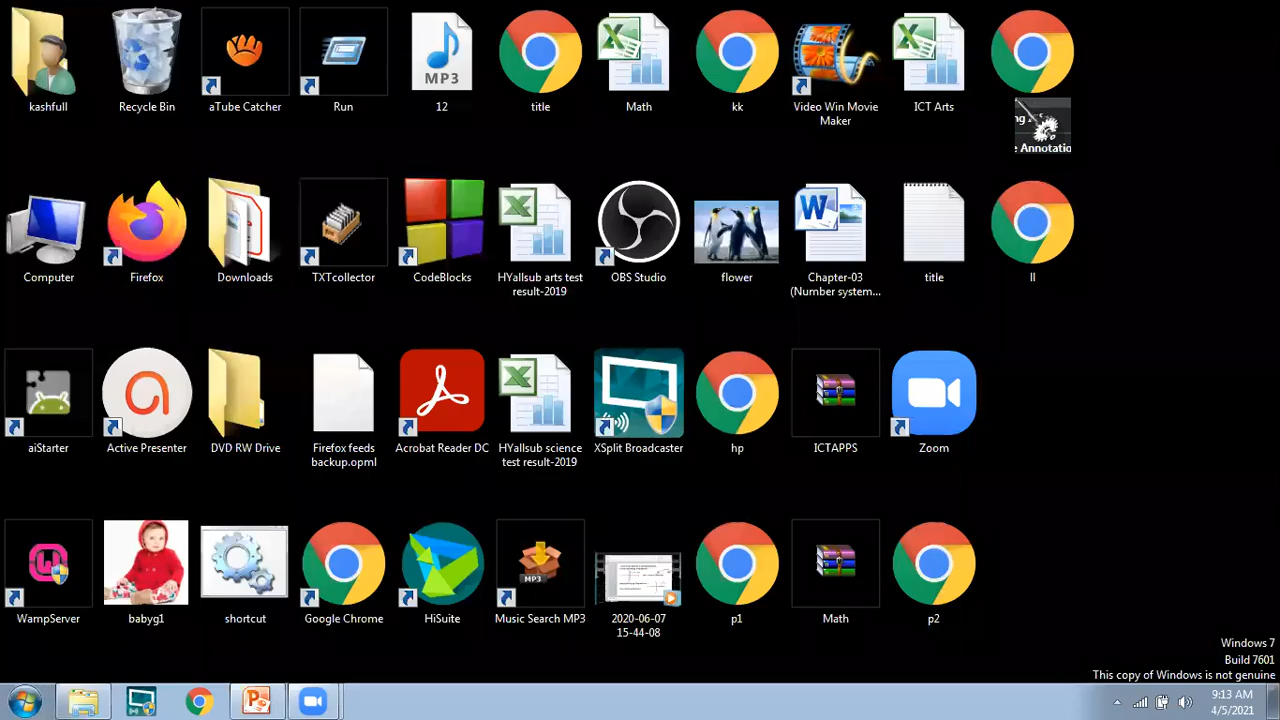 kashfull
Recycle Bin
aTube Catcher
Run
MP3
12
title
Math
kk
Video Win Movie
Maker
ICT Arts
e Annotatio
Computer
Firefox
Downloads
TXTcollector
CodeBlocks
HYallsub arts test
result-2019
OBS Studio
flower
Chapter-03
(Number system...
title
ll
aiStarter
Active Presenter
DVD RW Drive
Firefox feeds
backup.opml
Acrobat Reader DC
HYallsub science
test result-2019
XSplit Broadcaster
hp
ICTAPPS
Zoom
WampServer
babyg1
shortcut
Google Chrome
HiSuite
MP3
Music Search MP3
2020-06-07
15-44-08
p1
Math
p2
Windows 7
Build 7601
This copy of Windows is not genuine
9:13 AM
4/5/2021